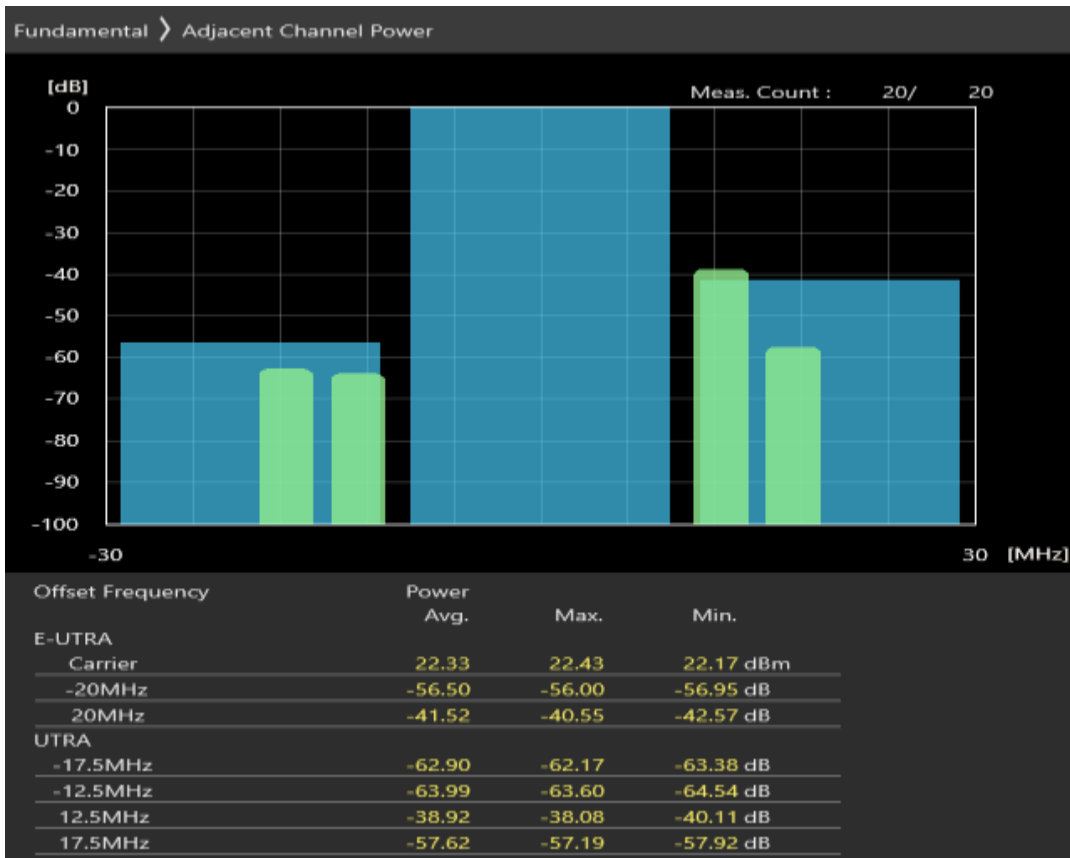 Fundamental 〉 Adjacent Channel Power
[dB]
Meas. Count : 20/ 20
0
-10
-20
-30
-40
-50
-60
-70
-80
-90
-100
-30 30 [MHz]
Offset Frequency Power
Avg. Max. Min.
E-UTRA
Carrier 22.33 22.43 22.17 dBm
-20MHz -56.50 -56.00 -56.95 dB
20MHz -41.52 -40.55 -42.57 dB
UTRA
-17.5MHz -62.90 -62.17 -63.38 dB
-12.5MHz -63.99 -63.60 -64.54 dB
12.5MHz -38.92 -38.08 -40.11 dB
17.5MHz -57.62 -57.19 -57.92 dB